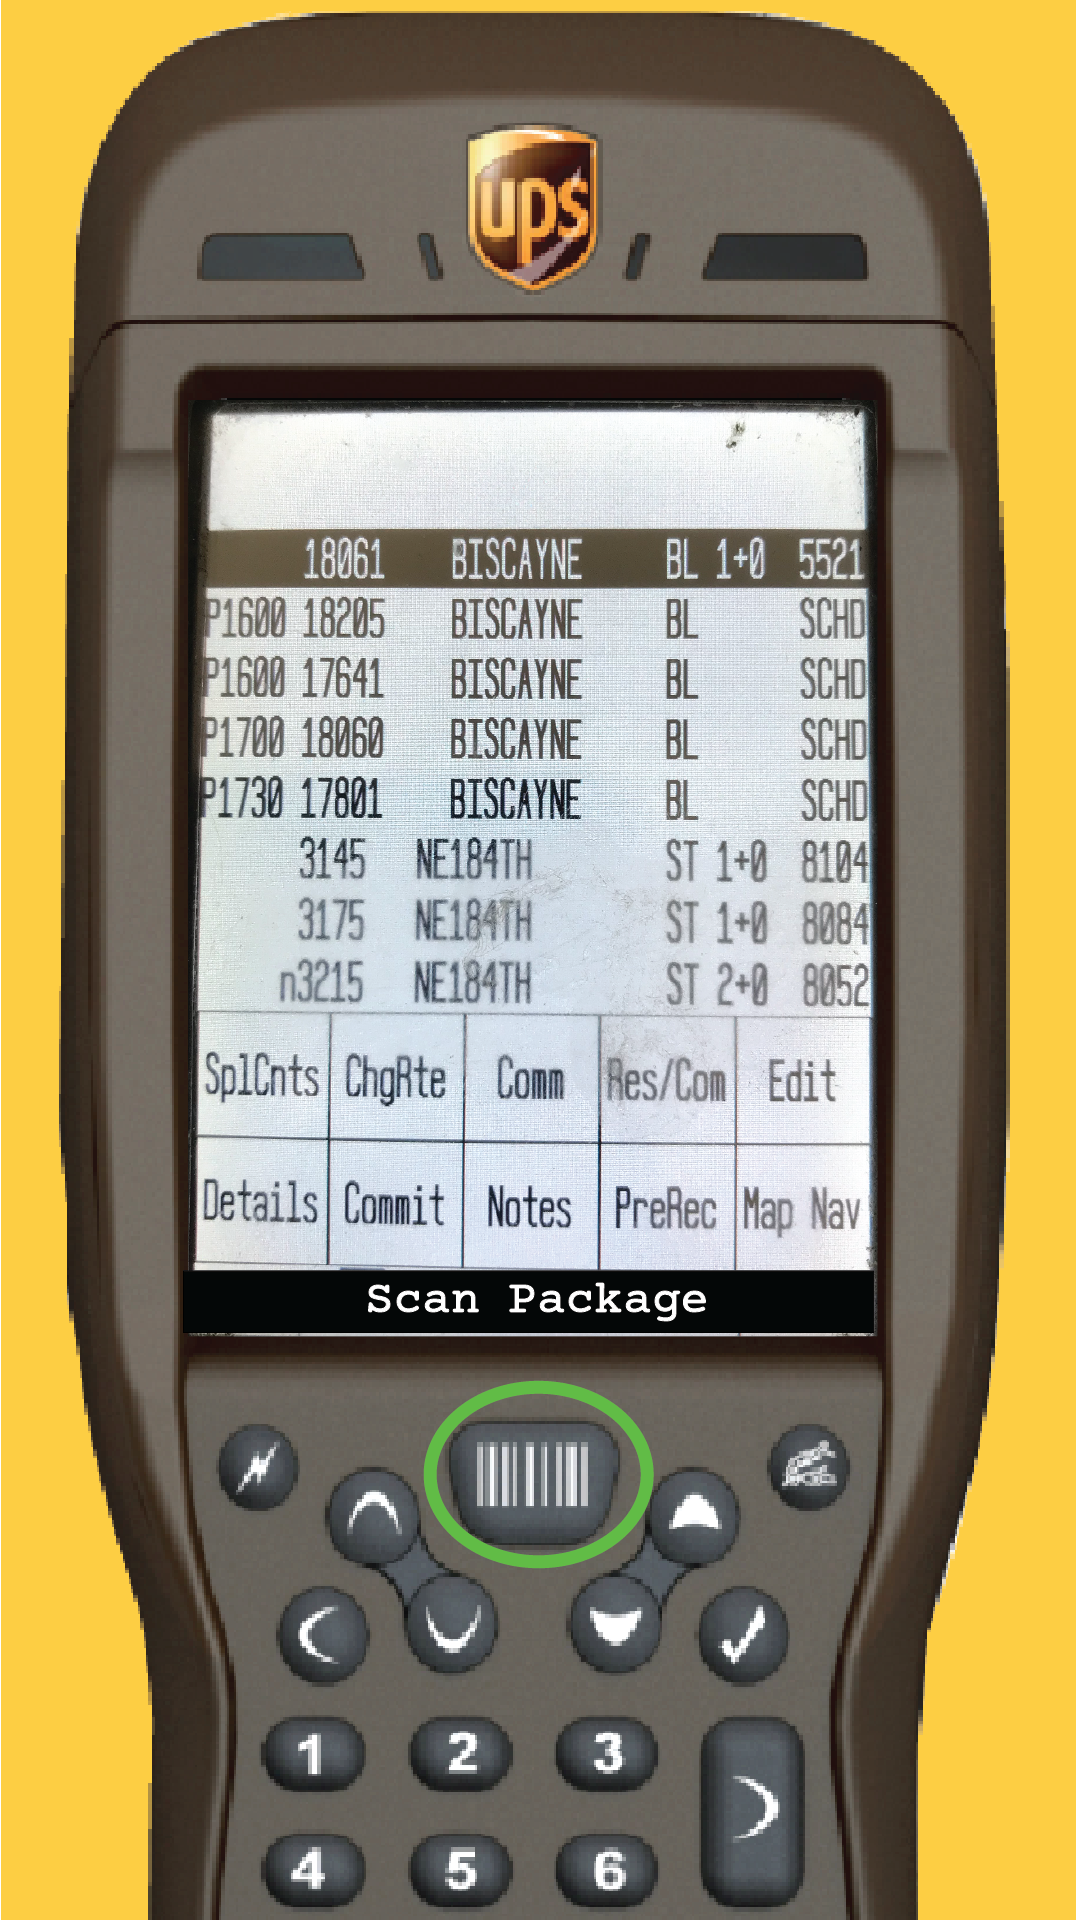 ups
18061 BISCAYNE BL 1+0 5521
P1600 18205 BISCAYNE BL SCHD
P1600 17641 BISCAYNE BL SCHD
P1700 18060 BISCAYNE BL SCHD
P1730 17801 BISCAYNE BL SCHD
3145 NE184TH ST 1+0 8104
3175 NE184TH ST 1+0 8084
n3215 NE184TH ST 2+0 8052
SplCnts ChgRte Comm Res/Com Edit
Details Commit Notes PreRec Map Nav
Scan Package
1 2 3
4 5 6